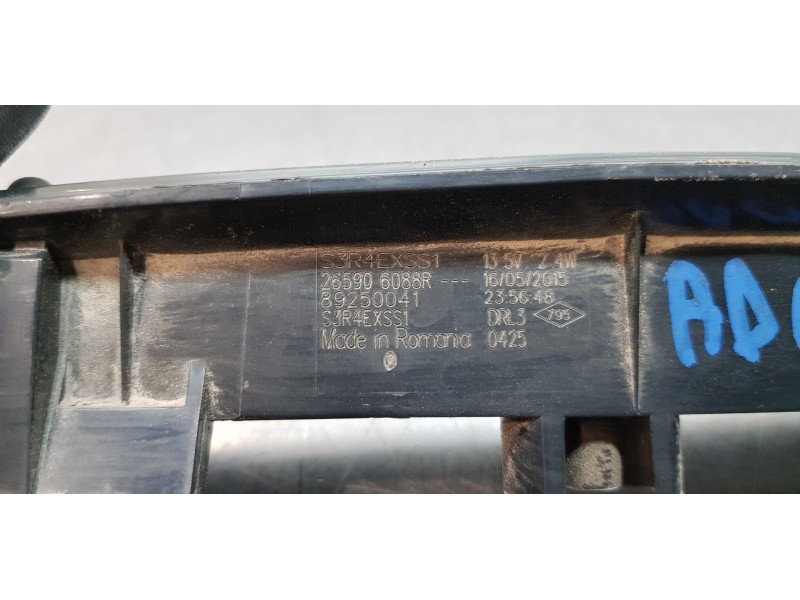 S3R4EXSS1 13.5V 2.4W
26590 6088R --- 16/05/2015
89250041 23:56:48
S3R4EXSS1 DRL3 795
Made in Romania 0425